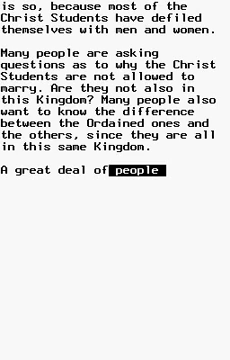 is so, because most of the
Christ Students have defiled
themselves with men and women.
Many people are asking
questions as to why the Christ
Students are not allowed to
marry. Are they not also in
this Kingdom? Many people also
want to know the difference
between the Ordained ones and
the others, since they are all
in this same Kingdom.
A great deal of people